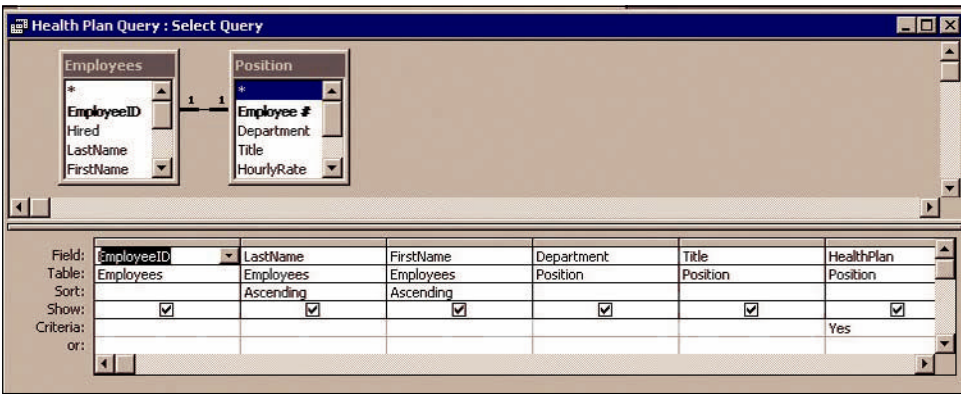 Health Plan Query : Select Query
Employees
*
EmployeeID
Hired
LastName
FirstName
1 1
Position
*
Employee #
Department
Title
HourlyRate
Field: EmployeeID LastName FirstName Department Title HealthPlan
Table: Employees Employees Employees Position Position Position
Sort: Ascending Ascending
Show:
Criteria: Yes
or: